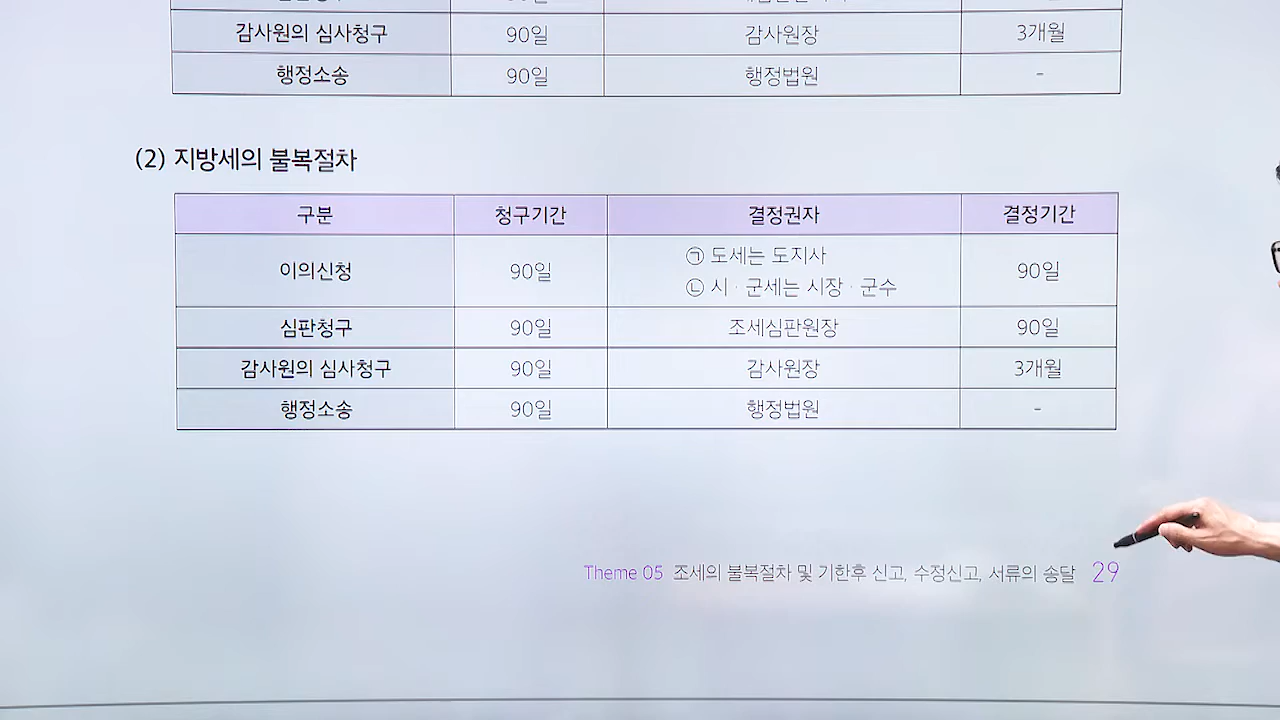 감사원의 심사청구 90일 감사원장 3개월
행정소송 90일 행정법원 -
(2) 지방세의 불복절차
구분 청구기간 결정권자 결정기간
이의신청 90일 ㉠ 도세는 도지사 90일
㉡ 시·군세는 시장·군수
심판청구 90일 조세심판원장 90일
감사원의 심사청구 90일 감사원장 3개월
행정소송 90일 행정법원 -
Theme 05 조세의 불복절차 및 기한후 신고, 수정신고, 서류의 송달 29